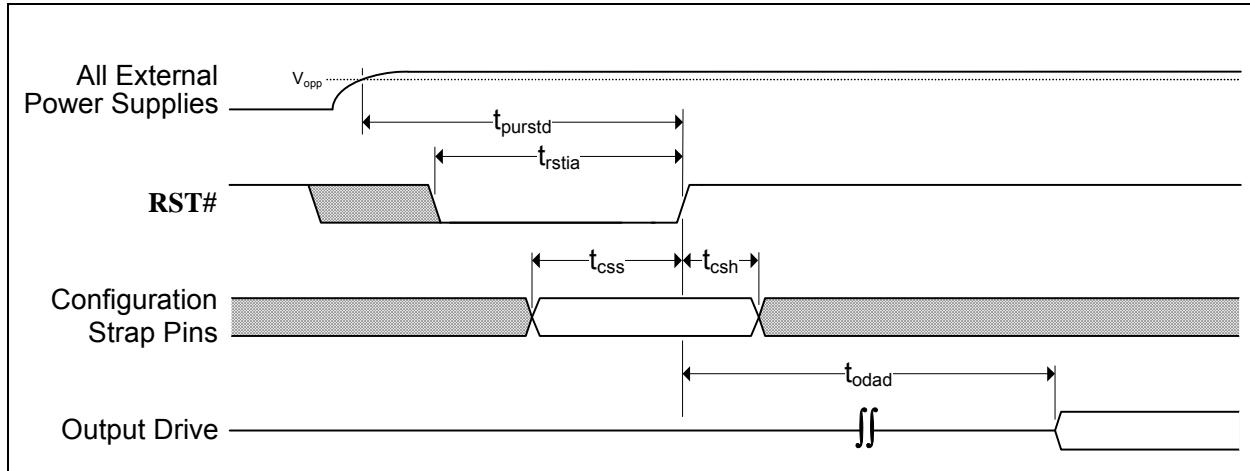 All External
Power Supplies
Vopp
tpurstd
trstia
RST#
tcss
tcsh
Configuration
Strap Pins
todad
Output Drive